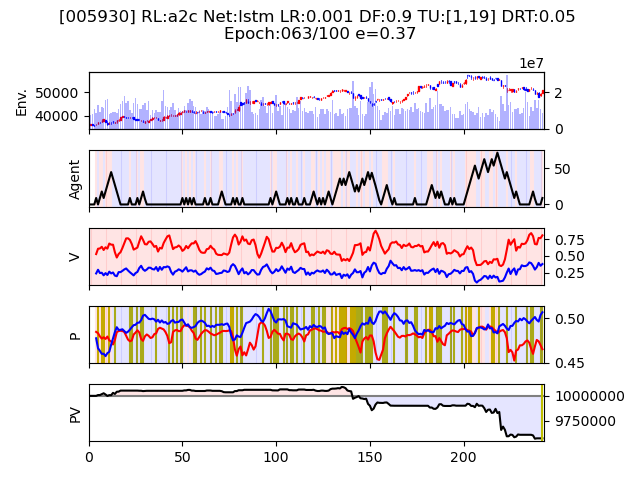 [005930] RL:a2c Net:lstm LR:0.001 DF:0.9 TU:[1,19] DRT:0.05
Epoch:063/100 e=0.37
1e7
Env.
50000
40000
2
0
Agent
50
0
V
0.75
0.50
0.25
P
0.50
0.45
PV
10000000
9750000
0
50
100
150
200